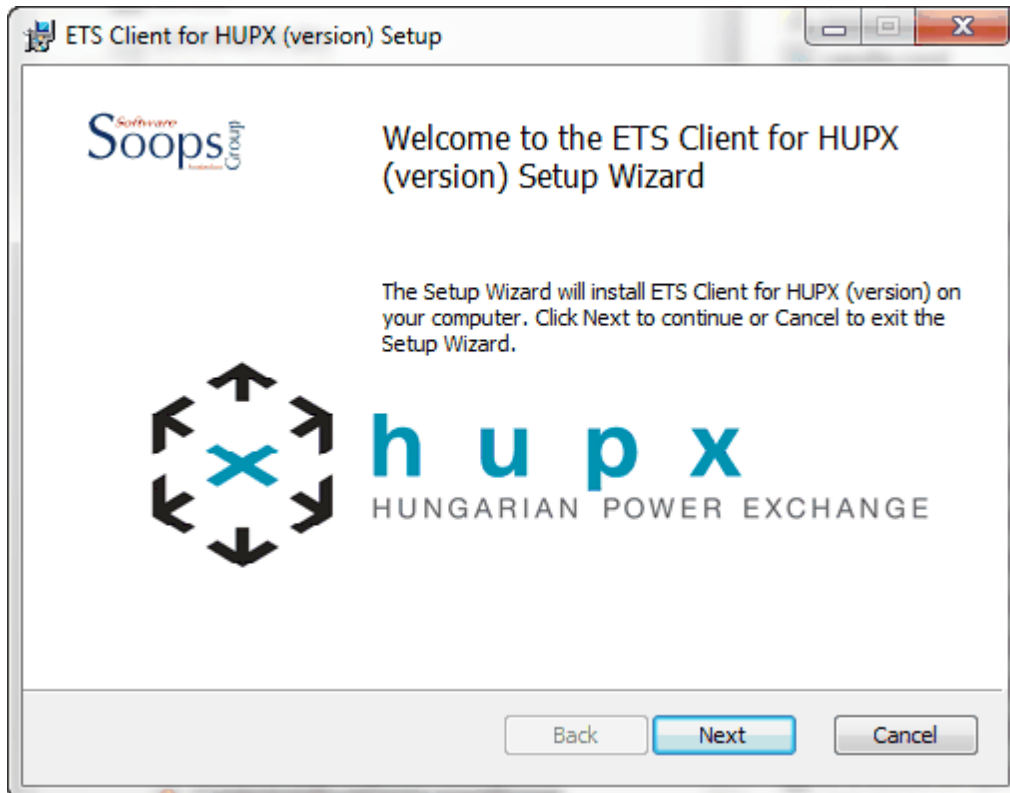 ETS Client for HUPX (version) Setup
Software
Soops
Group
Welcome to the ETS Client for HUPX
(version) Setup Wizard
The Setup Wizard will install ETS Client for HUPX (version) on
your computer. Click Next to continue or Cancel to exit the
Setup Wizard.
hupx
HUNGARIAN POWER EXCHANGE
Back
Next
Cancel